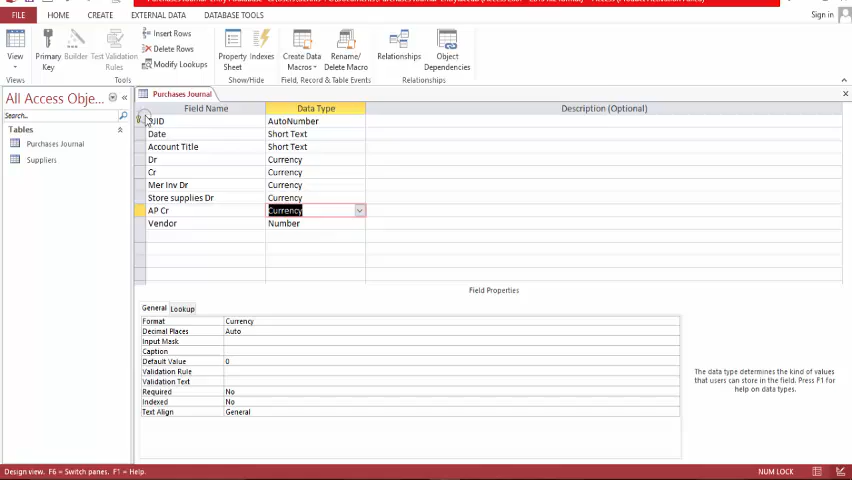 FILE HOME CREATE EXTERNAL DATA DATABASE TOOLS Sign in
View Primary Key Builder Test Validation Rules Insert Rows Delete Rows Modify Lookups Property Sheet Indexes Create Data Macros Rename/ Delete Macro Relationships Object Dependencies
Views Tools Show/Hide Field, Record & Table Events Relationships
All Access Obje... «
Search...
Tables
Purchases Journal
Suppliers
Purchases Journal
Field Name Data Type Description (Optional)
JID AutoNumber
Date Short Text
Account Title Short Text
Dr Currency
Cr Currency
Mer Inv Dr Currency
Store supplies Dr Currency
AP Cr Currency
Vendor Number
Field Properties
General Lookup
Format Currency
Decimal Places Auto
Input Mask
Caption
Default Value 0
Validation Rule
Validation Text
Required No
Indexed No
Text Align General
The data type determines the kind of values
that users can store in the field. Press F1 for
help on data types.
Design view. F6 = Switch panes. F1 = Help. NUM LOCK